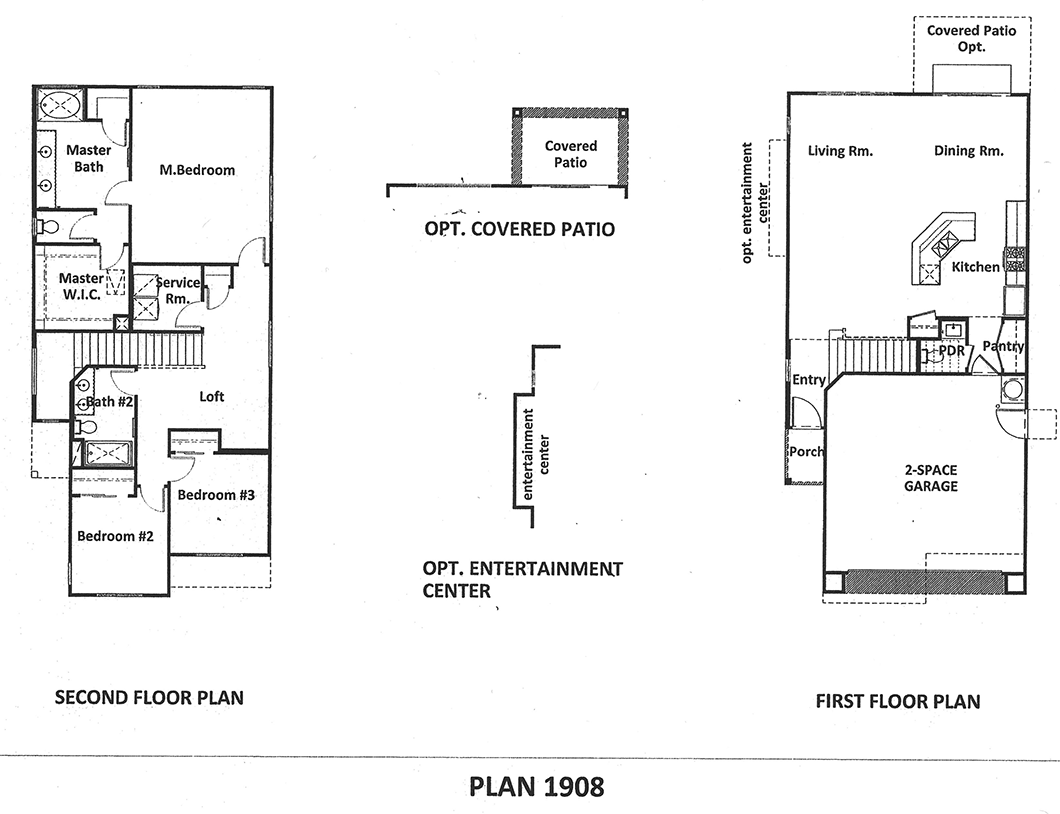 Master
Bath
M.Bedroom
Master
W.I.C.
Service
Rm.
Bath #2
Loft
Bedroom #3
Bedroom #2
SECOND FLOOR PLAN
Covered
Patio
OPT. COVERED PATIO
entertainment
center
OPT. ENTERTAINMENT
CENTER
Covered Patio
Opt.
Living Rm.
Dining Rm.
opt. entertainment
center
Kitchen
PDR
Pantry
Entry
Porch
2-SPACE
GARAGE
FIRST FLOOR PLAN
PLAN 1908